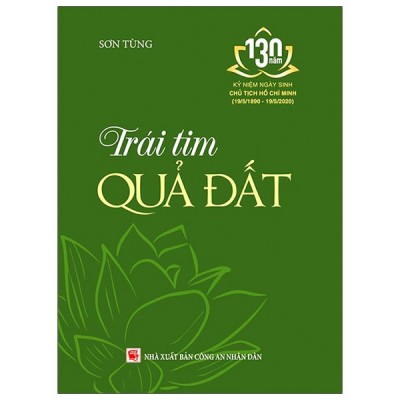 SƠN TÙNG
130
năm
KỶ NIỆM NGÀY SINH
CHỦ TỊCH HỒ CHÍ MINH
(19/5/1890 - 19/5/2020)
Trái tim
QUẢ ĐẤT
NHÀ XUẤT BẢN CÔNG AN NHÂN DÂN